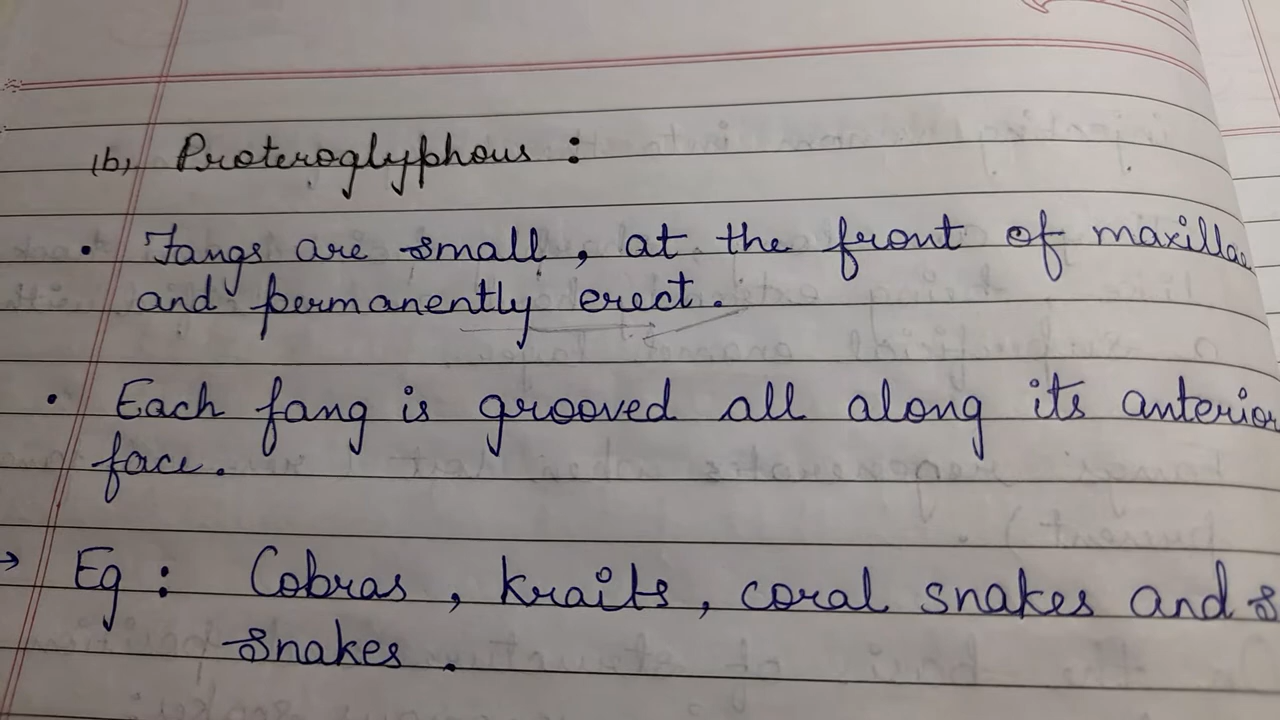 (b) Proteroglyphous :
• Fangs are small, at the front of maxillae
and permanently erect.
• Each fang is grooved all along its anterior
face.
→ Eg : Cobras, kraits, coral snakes and
snakes.